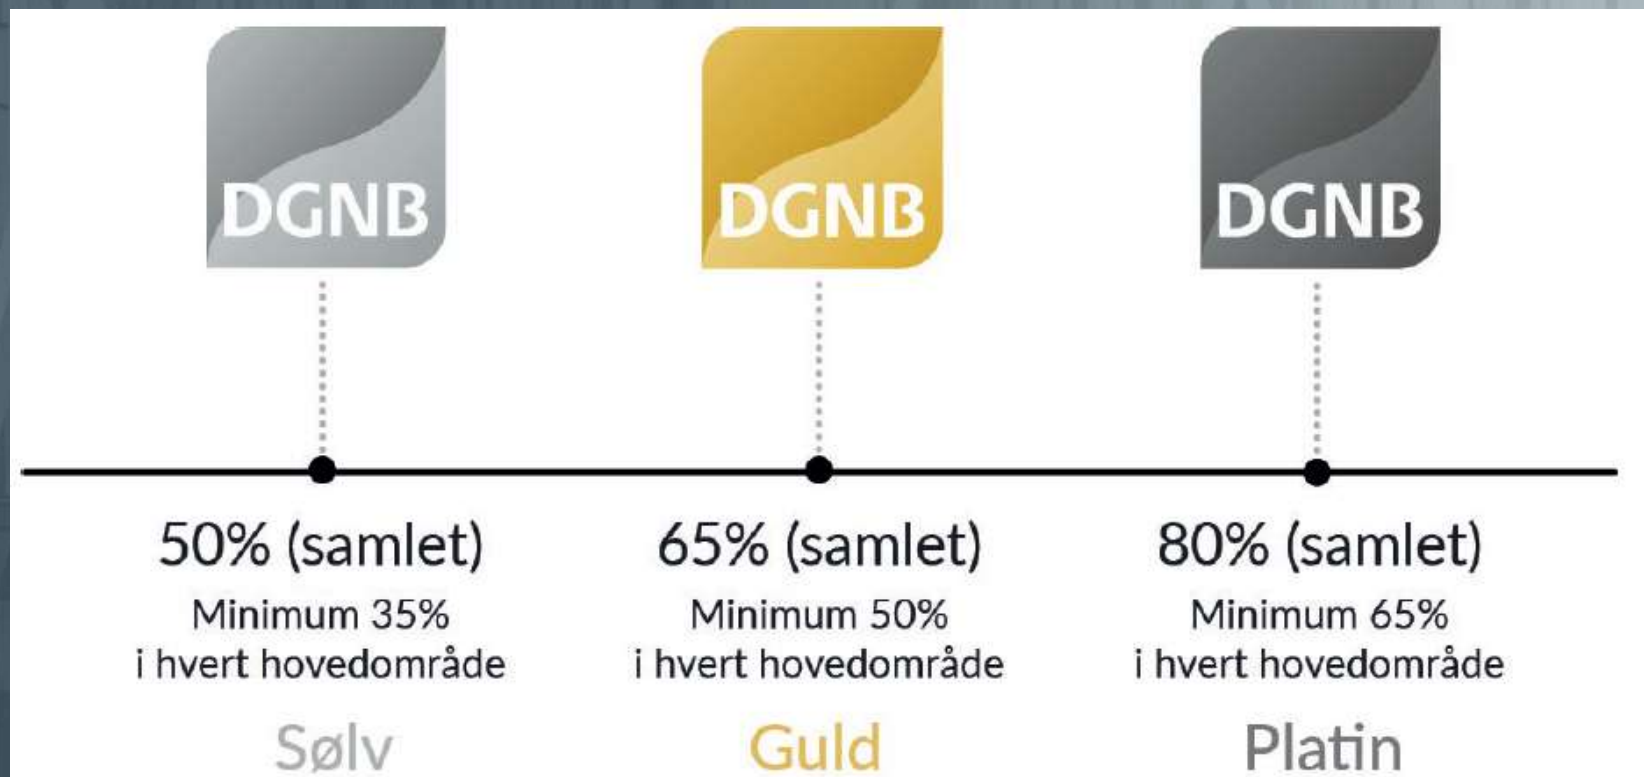 DGNB
DGNB
DGNB
50% (samlet)
Minimum 35%
i hvert hovedområde
Sølv
65% (samlet)
Minimum 50%
i hvert hovedområde
Guld
80% (samlet)
Minimum 65%
i hvert hovedområde
Platin